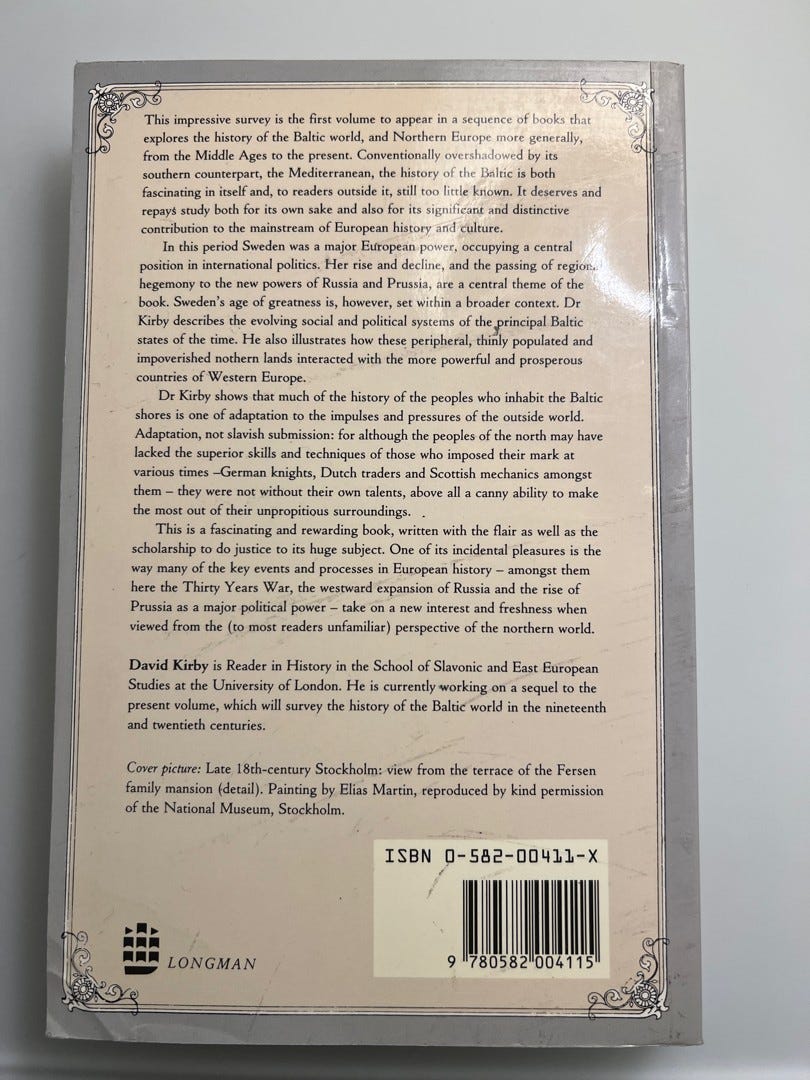 This impressive survey is the first volume to appear in a sequence of books that
explores the history of the Baltic world, and Northern Europe more generally,
from the Middle Ages to the present. Conventionally overshadowed by its
southern counterpart, the Mediterranean, the history of the Baltic is both
fascinating in itself and, to readers outside it, still too little known. It deserves and
repays study both for its own sake and also for its significant and distinctive
contribution to the mainstream of European history and culture.
In this period Sweden was a major European power, occupying a central
position in international politics. Her rise and decline, and the passing of
hegemony to the new powers of Russia and Prussia, are a central theme of the
book. Sweden's age of greatness is, however, set within a broader context. Dr
Kirby describes the evolving social and political systems of the principal Baltic
states of the time. He also illustrates how these peripheral, thinly populated and
impoverished nothern lands interacted with the more powerful and prosperous
countries of Western Europe.
Dr Kirby shows that much of the history of the peoples who inhabit the Baltic
shores is one of adaptation to the impulses and pressures of the outside world.
Adaptation, not slavish submission: for although the peoples of the north may have
lacked the superior skills and techniques of those who imposed their mark at
various times –German knights, Dutch traders and Scottish mechanics amongst
them – they were not without their own talents, above all a canny ability to make
the most out of their unpropitious surroundings.
This is a fascinating and rewarding book, written with the flair as well as the
scholarship to do justice to its huge subject. One of its incidental pleasures is the
way many of the key events and processes in European history – amongst them
here the Thirty Years War, the westward expansion of Russia and the rise of
Prussia as a major political power – take on a new interest and freshness when
viewed from the (to most readers unfamiliar) perspective of the northern world.
David Kirby is Reader in History in the School of Slavonic and East European
Studies at the University of London. He is currently working on a sequel to the
present volume, which will survey the history of the Baltic world in the nineteenth
and twentieth centuries.
Cover picture: Late 18th-century Stockholm: view from the terrace of the Fersen
family mansion (detail). Painting by Elias Martin, reproduced by kind permission
of the National Museum, Stockholm.
ISBN 0-582-00411-X
9 780582 004115
LONGMAN